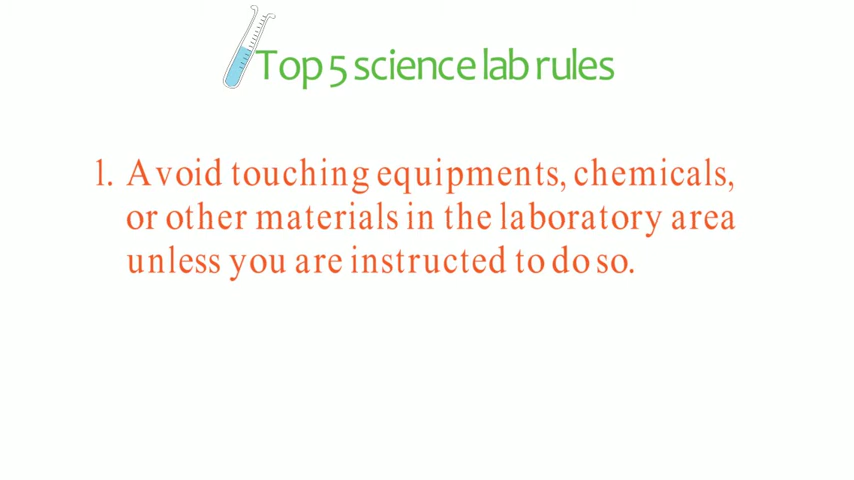 Top 5 science lab rules
1. Avoid touching equipments, chemicals,
or other materials in the laboratory area
unless you are instructed to do so.